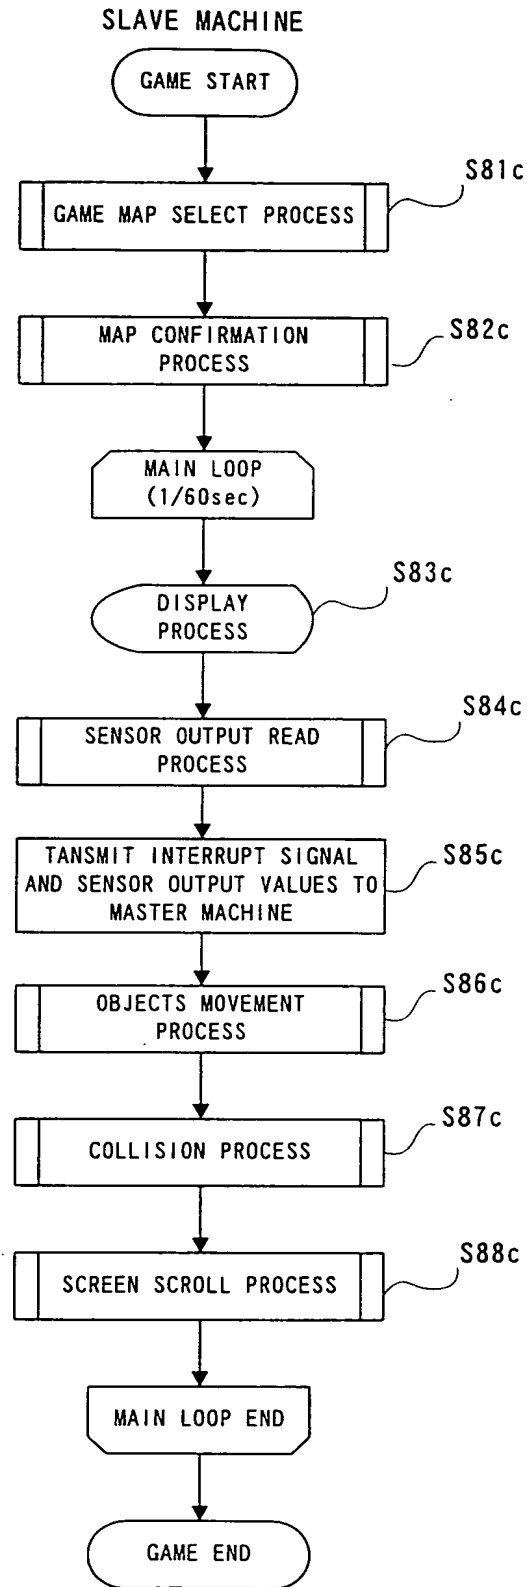 SLAVE MACHINE
GAME START
S81c
GAME MAP SELECT PROCESS
S82c
MAP CONFIRMATION
PROCESS
MAIN LOOP
(1/60sec)
S83c
DISPLAY
PROCESS
S84c
SENSOR OUTPUT READ
PROCESS
S85c
TANSMIT INTERRUPT SIGNAL
AND SENSOR OUTPUT VALUES TO
MASTER MACHINE
S86c
OBJECTS MOVEMENT
PROCESS
S87c
COLLISION PROCESS
S88c
SCREEN SCROLL PROCESS
MAIN LOOP END
GAME END